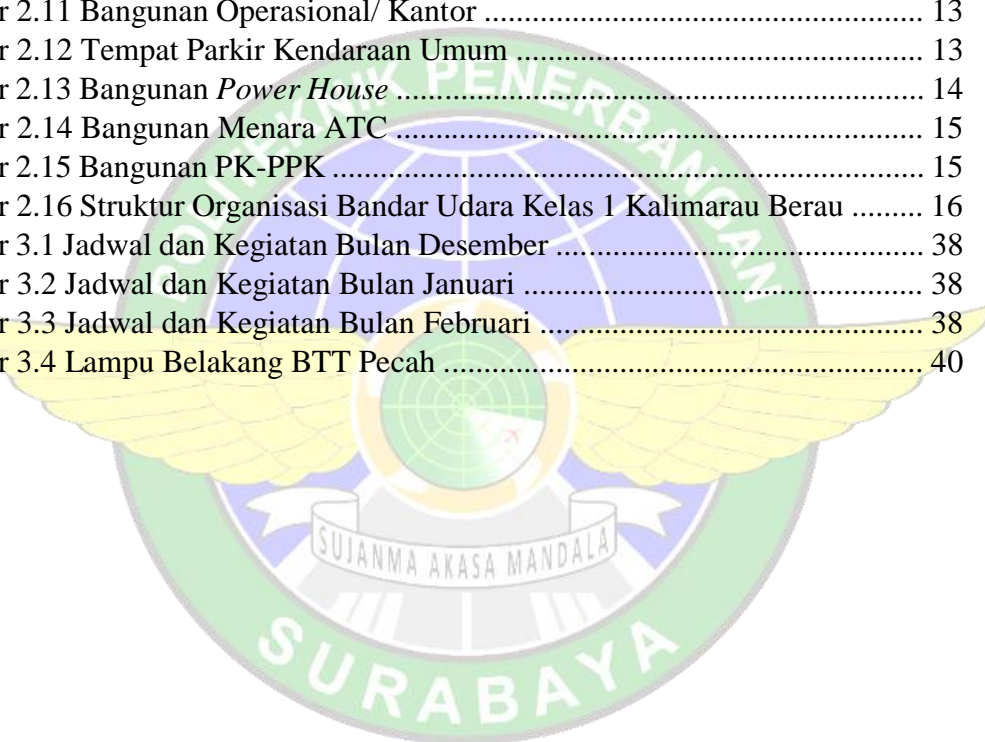 r 2.11 Bangunan Operasional/ Kantor ........................................................ 13
r 2.12 Tempat Parkir Kendaraan Umum .................................................... 13
r 2.13 Bangunan Power House .................................................................... 14
r 2.14 Bangunan Menara ATC .................................................................... 15
r 2.15 Bangunan PK-PPK ........................................................................... 15
r 2.16 Struktur Organisasi Bandar Udara Kelas 1 Kalimarau Berau ......... 16
r 3.1 Jadwal dan Kegiatan Bulan Desember ............................................... 38
r 3.2 Jadwal dan Kegiatan Bulan Januari ................................................... 38
r 3.3 Jadwal dan Kegiatan Bulan Februari ................................................. 38
r 3.4 Lampu Belakang BTT Pecah ............................................................. 40
POLITEKNIK PENERBANGAN
SUJANMA AKASA MANDALA
SURABAYA